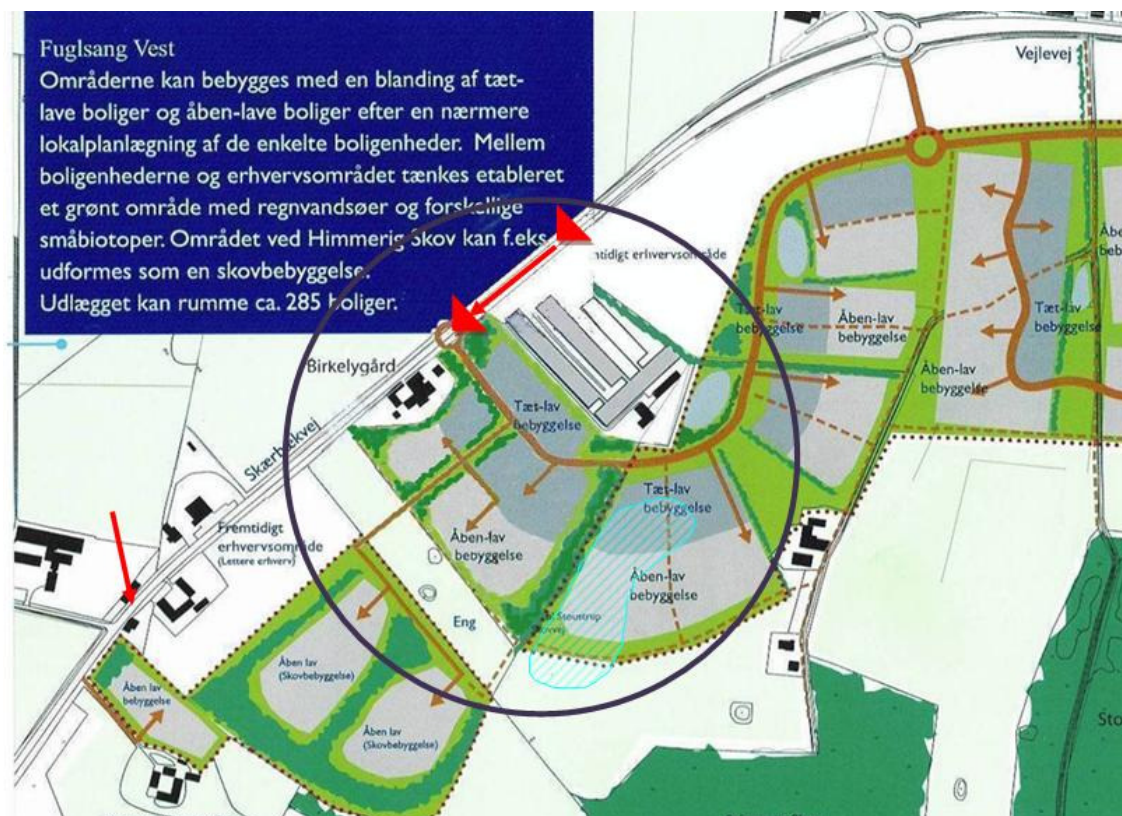 Fuglsang Vest
Områderne kan bebygges med en blanding af tæt-
lave boliger og åben-lave boliger efter en nærmere
lokalplanlægning af de enkelte boligenheder. Mellem
boligenhederne og erhvervsområdet tænkes etableret
et grønt område med regnvandsøer og forskellige
småbiotoper. Området ved Himmerig Skov kan f.eks.
udformes som en skovbebyggelse.
Udlægget kan rumme ca. 285 boliger.
Vejlevej
ntidigt erhvervsområde
Birkelygård
Skærbækvej
Tæt-lav
bebyggelse
Tæt-lav
bebyggelse
Åben-lav
bebyggelse
Åben-lav
bebyggelse
Tæt-lav
bebyggelse
Åben-lav
bebyggelse
Tæt-lav
bebyggelse
Fremtidigt
erhvervsområde
(Lettere erhverv)
Åben-lav
bebyggelse
Åben-lav
bebyggelse
Eng
Stoustrup
Åben lav
(Skovbebyggelse)
Åben lav
bebyggelse
Åben lav
(Skovbebyggelse)
Sto